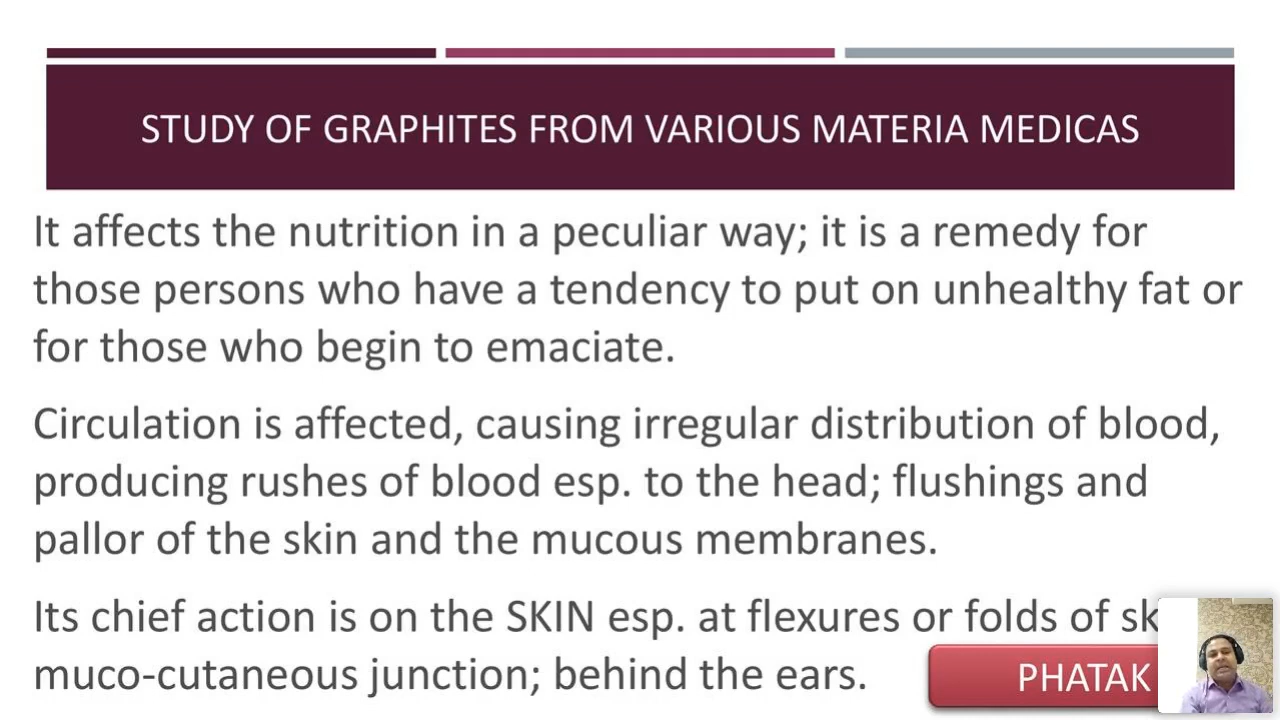 STUDY OF GRAPHITES FROM VARIOUS MATERIA MEDICAS
It affects the nutrition in a peculiar way; it is a remedy for
those persons who have a tendency to put on unhealthy fat or
for those who begin to emaciate.
Circulation is affected, causing irregular distribution of blood,
producing rushes of blood esp. to the head; flushings and
pallor of the skin and the mucous membranes.
Its chief action is on the SKIN esp. at flexures or folds of
muco-cutaneous junction; behind the ears.
PHATAK